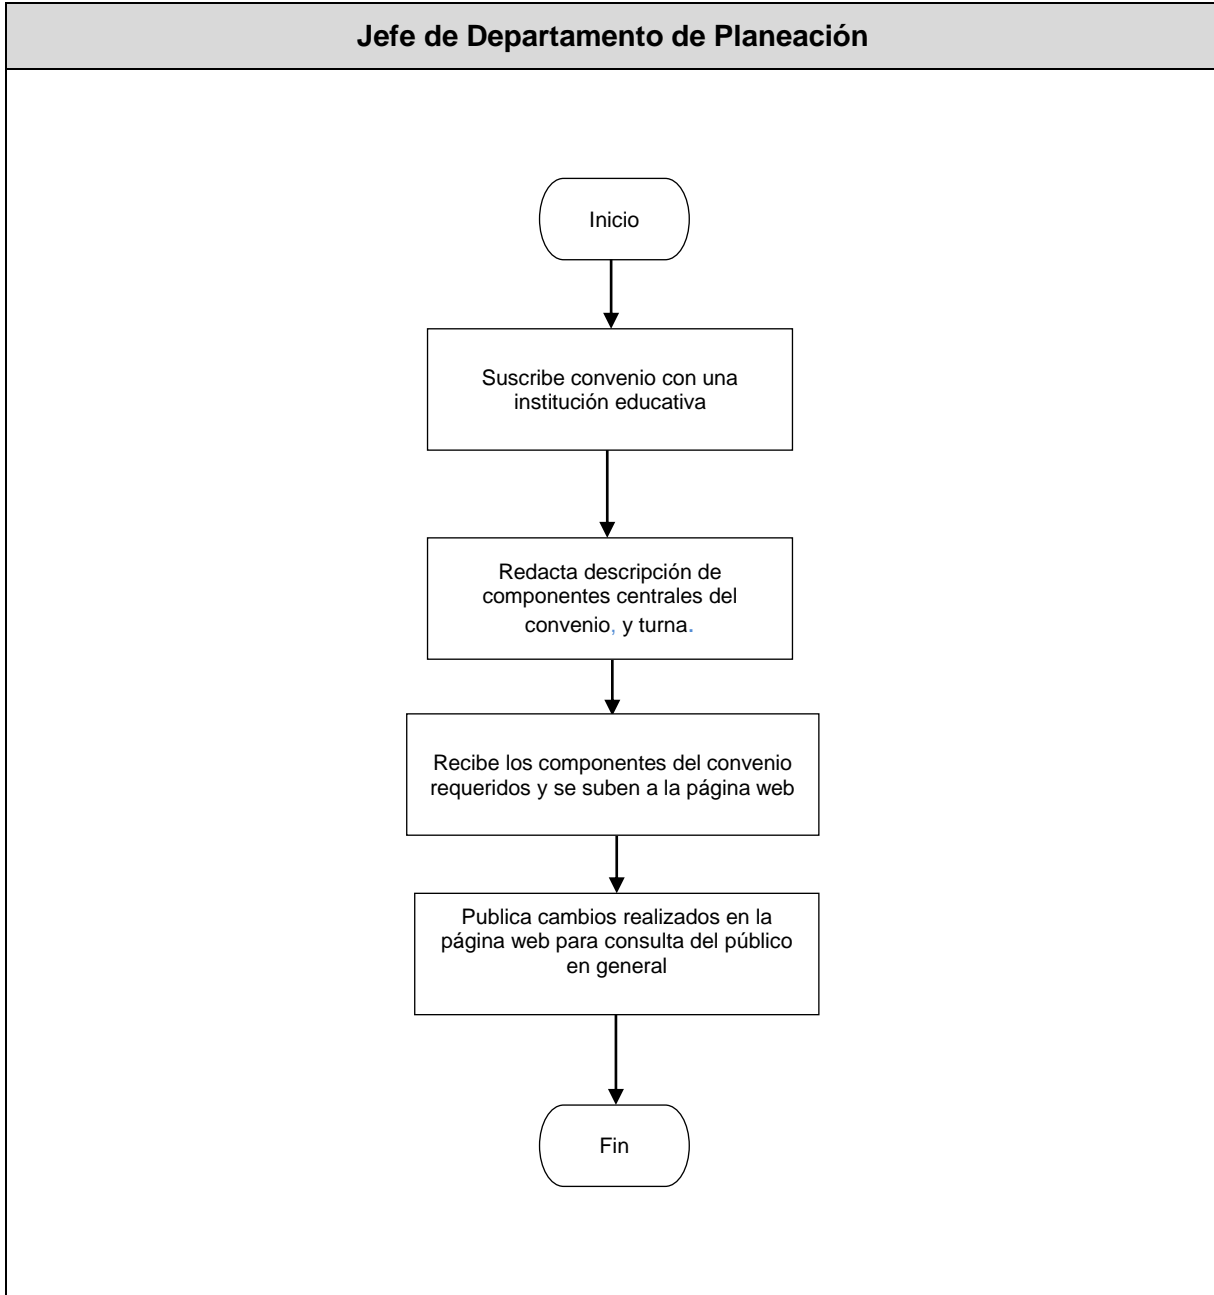 Jefe de Departamento de Planeación
Inicio
Suscribe convenio con una
institución educativa
Redacta descripción de
componentes centrales del
convenio, y turna.
Recibe los componentes del convenio
requeridos y se suben a la página web
Publica cambios realizados en la
página web para consulta del público
en general
Fin